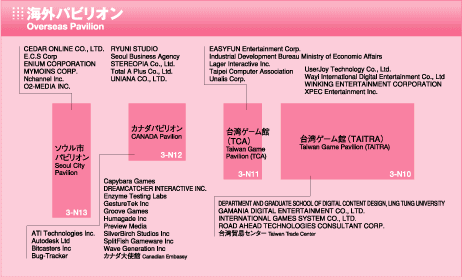 海外パビリオン
Overseas Pavilion
CEDAR ONLINE CO., LTD.
E.C.S Corp
ENIUM CORPORATION
MYMOINS CORP.
Nchannel Inc.
O2-MEDIA INC.
RYUNI STUDIO
Seoul Business Agency
STEREOPIA Co., Ltd.
Total A Plus Co., Ltd.
UNIANA CO., LTD.
EASYFUN Entertainment Corp.
Industrial Development Bureau Ministry of Economic Affairs
Lager Interactive Inc.
Taipei Computer Association
Unalis Corp.
UserJoy Technology Co., Ltd.
Wayi International Digital Entertainment Co., Ltd
WINKING ENTERTAINMENT CORPORATION
XPEC Entertainment Inc.
ソウル市
パビリオン
Seoul City
Pavilion
3-N13
カナダパビリオン
CANADA Pavilion
3-N12
台湾ゲーム館
(TCA)
Taiwan Game
Pavilion (TCA)
3-N11
台湾ゲーム館(TAITRA)
Taiwan Game Pavilion (TAITRA)
3-N10
ATI Technologies Inc.
Autodesk Ltd
Bitcasters Inc
Bug-Tracker
Capybara Games
DREAMCATCHER INTERACTIVE INC.
Enzyme Testing Labs
GestureTek Inc
Groove Games
Humagade Inc
Preview Media
SilverBirch Studios Inc
SplitFish Gameware Inc
Wave Generation Inc
カナダ大使館 Canadian Embassy
DEPARTMENT AND GRADUATE SCHOOL OF DIGITAL CONTENT DESIGN, LING TUNG UNIVERSITY
GAMANIA DIGITAL ENTERTAINMENT CO., LTD.
INTERNATIONAL GAMES SYSTEM CO., LTD.
ROAD AHEAD TECHNOLOGIES CONSULTANT CORP.
台湾貿易センター Taiwan Trade Center